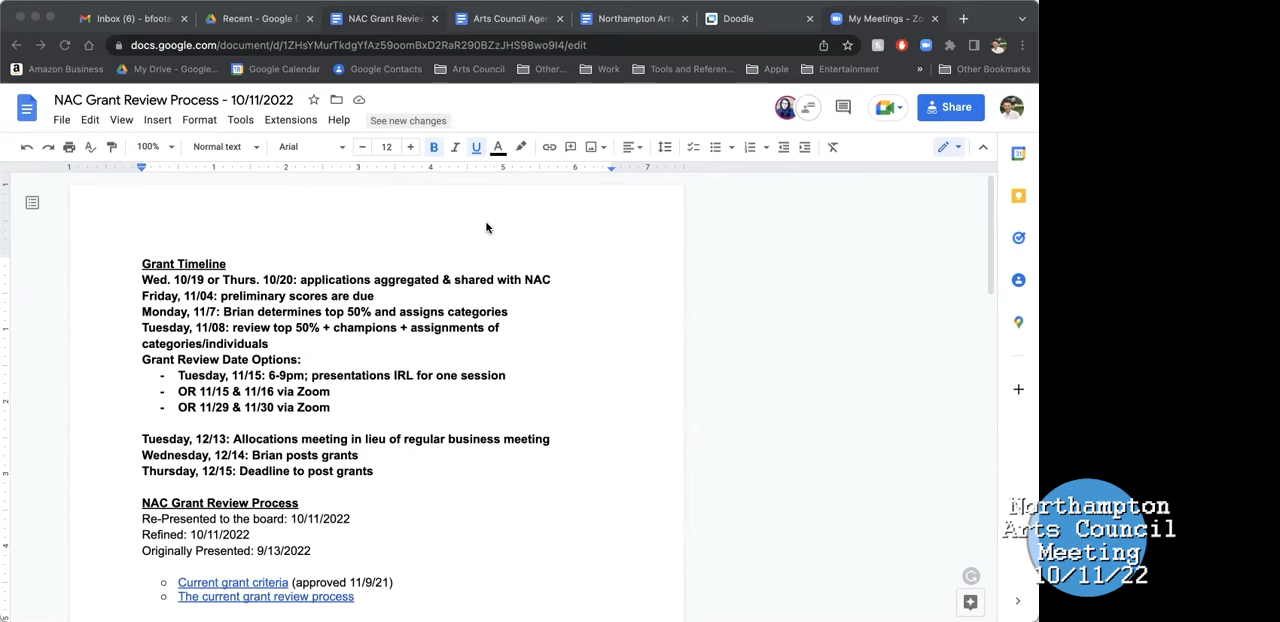 Inbox (6) - bfoote
Recent - Google D
NAC Grant Review
Arts Council Agen
Northampton Arts
Doodle
My Meetings - Zo
docs.google.com/document/d/1ZHsYMurTkdgYfAz59oomBxD2RaR290BZzJHS98wo9I4/edit
Amazon Business
My Drive - Google...
Google Calendar
Google Contacts
Arts Council
Other...
Work
Tools and Referen...
Apple
Entertainment
»
Other Bookmarks
NAC Grant Review Process - 10/11/2022
File Edit View Insert Format Tools Extensions Help
See new changes
Share
100% Normal text Arial 12 B I U A
1 1 2 3 4 5 6 7
Grant Timeline
Wed. 10/19 or Thurs. 10/20: applications aggregated & shared with NAC
Friday, 11/04: preliminary scores are due
Monday, 11/7: Brian determines top 50% and assigns categories
Tuesday, 11/08: review top 50% + champions + assignments of
categories/individuals
Grant Review Date Options:
- Tuesday, 11/15: 6-9pm; presentations IRL for one session
- OR 11/15 & 11/16 via Zoom
- OR 11/29 & 11/30 via Zoom
Tuesday, 12/13: Allocations meeting in lieu of regular business meeting
Wednesday, 12/14: Brian posts grants
Thursday, 12/15: Deadline to post grants
NAC Grant Review Process
Re-Presented to the board: 10/11/2022
Refined: 10/11/2022
Originally Presented: 9/13/2022
Current grant criteria (approved 11/9/21)
The current grant review process
Northampton
Arts Council
Meeting
10/11/22